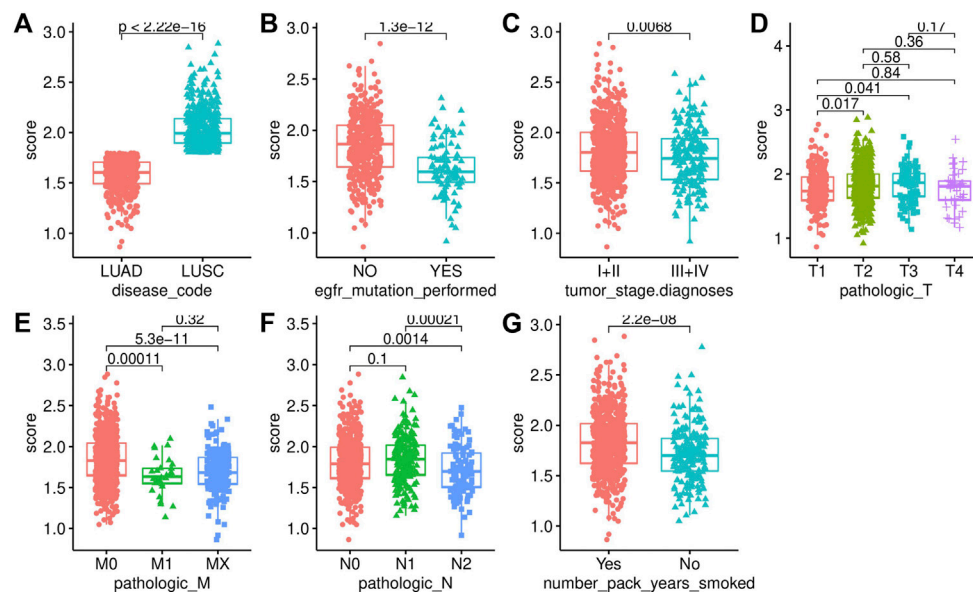 A
p < 2.22e-16
3.0
2.5
2.0
1.5
1.0
score
LUAD LUSC
disease_code
B
1.3e-12
3.0
2.5
2.0
1.5
1.0
score
NO YES
egfr_mutation_performed
C
0.0068
3.0
2.5
2.0
1.5
1.0
score
I+II III+IV
tumor_stage.diagnoses
D
0.17
0.36
0.58
0.84
0.041
0.017
4
3
2
1
score
T1 T2 T3 T4
pathologic_T
E
0.32
5.3e-11
0.00011
3.5
3.0
2.5
2.0
1.5
1.0
score
M0 M1 MX
pathologic_M
F
0.00021
0.0014
0.1
3.5
3.0
2.5
2.0
1.5
1.0
score
N0 N1 N2
pathologic_N
G
2.2e-08
3.0
2.5
2.0
1.5
1.0
score
Yes No
number_pack_years_smoked